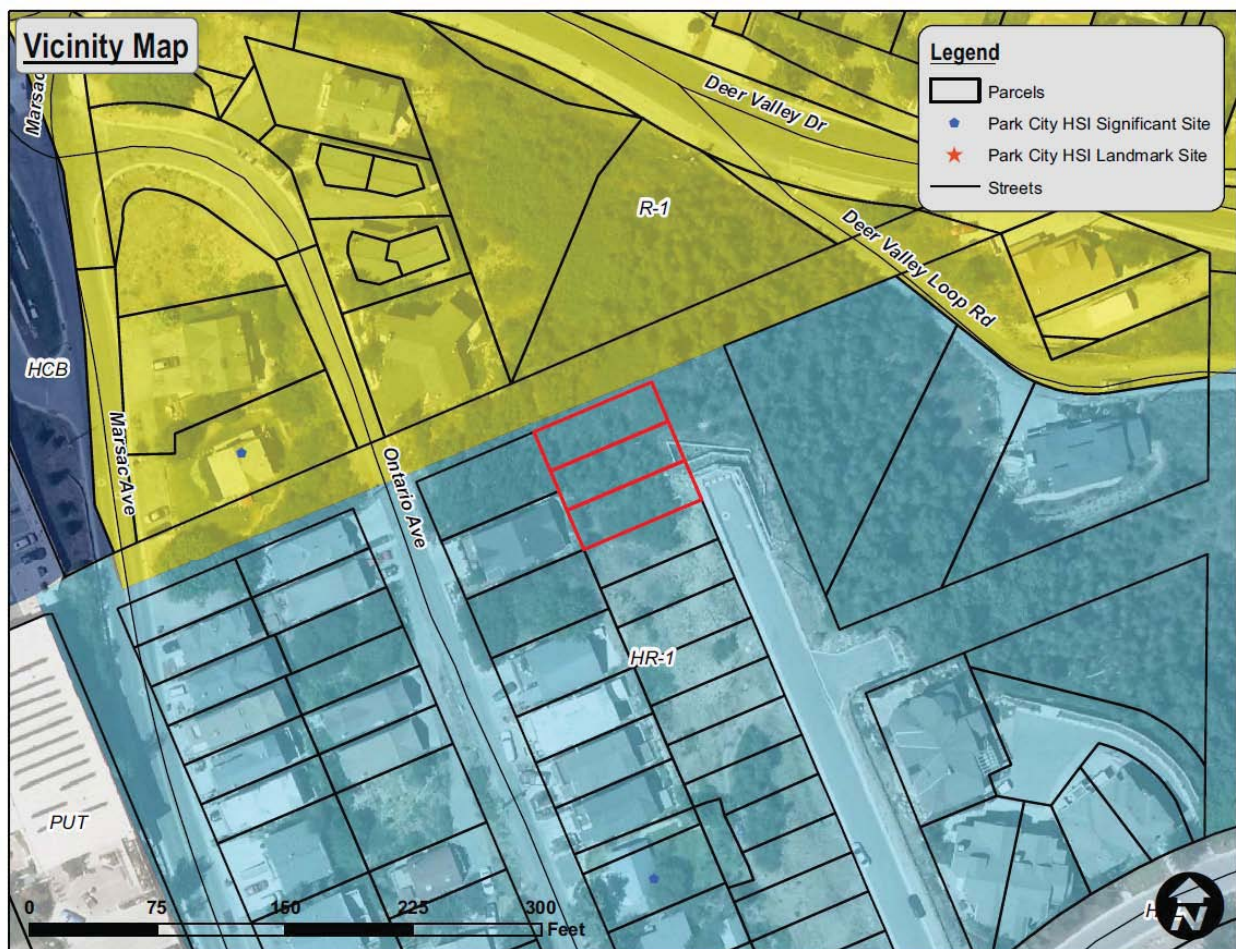 Vicinity Map
Legend
Parcels
Park City HSI Significant Site
Park City HSI Landmark Site
Streets
Marsac
Deer Valley Dr
R-1
Deer Valley Loop Rd
HCB
Marsac Ave
Ontario Ave
HR-1
PUT
0 75 150 225 300
Feet
N